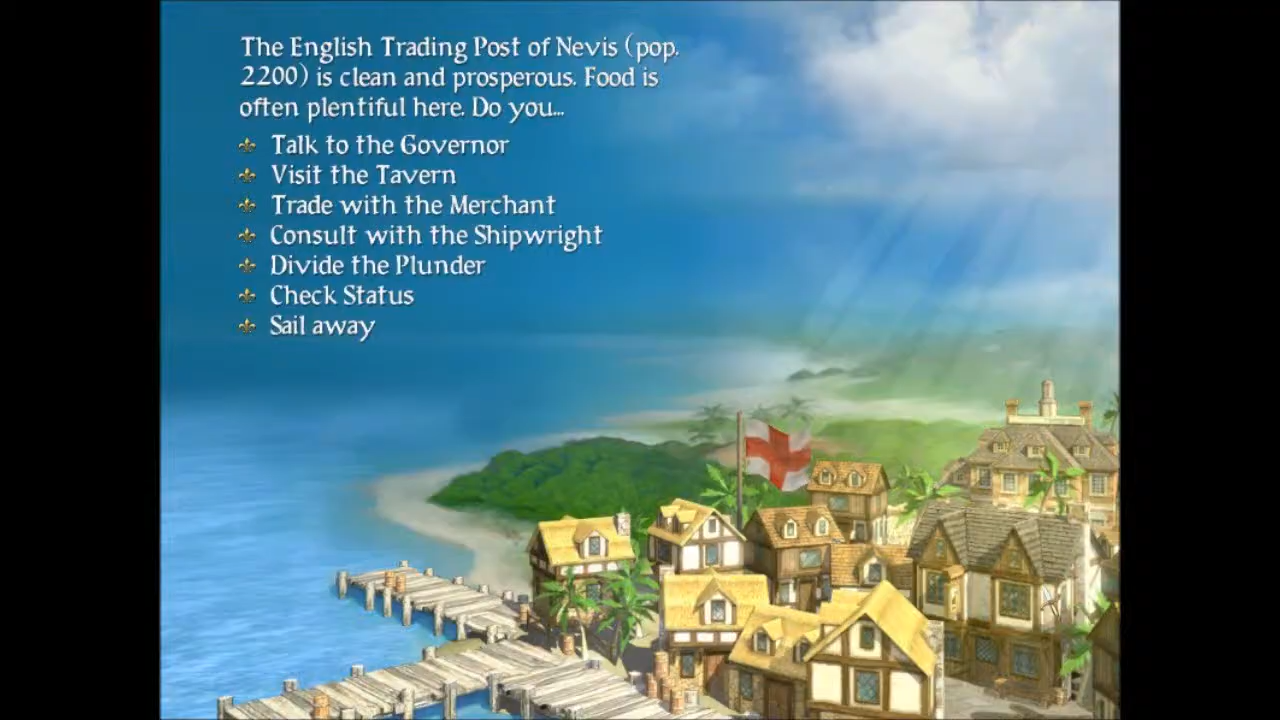 The English Trading Post of Nevis (pop.
2200) is clean and prosperous. Food is
often plentiful here. Do you...
Talk to the Governor
Visit the Tavern
Trade with the Merchant
Consult with the Shipwright
Divide the Plunder
Check Status
Sail away